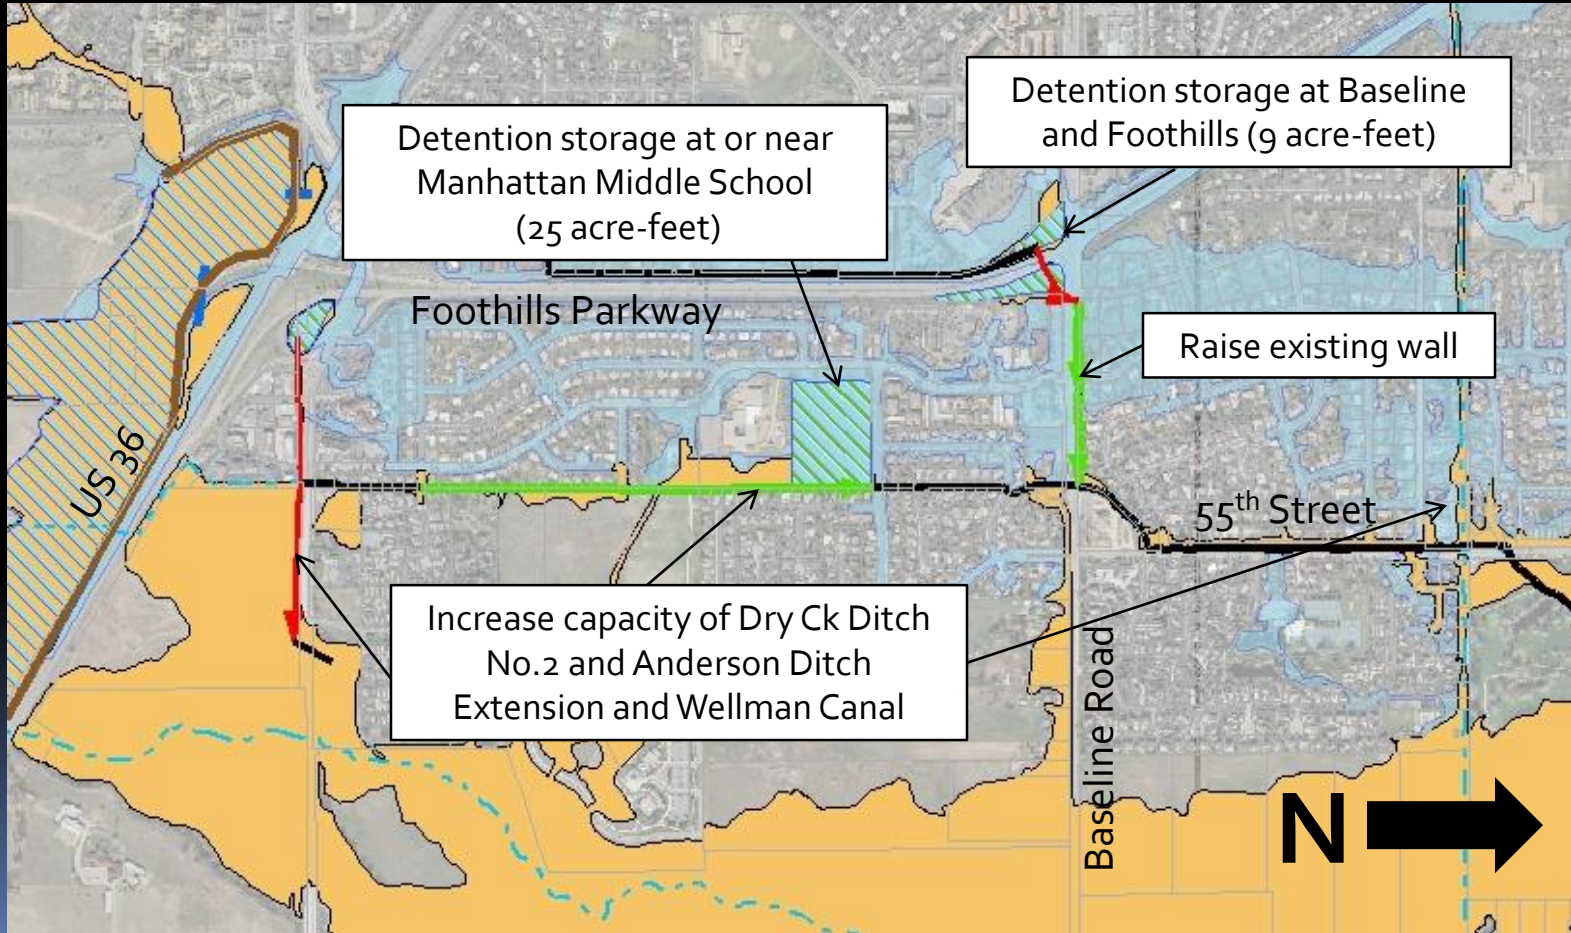 Detention storage at Baseline
and Foothills (9 acre-feet)
Detention storage at or near
Manhattan Middle School
(25 acre-feet)
Foothills Parkway
Raise existing wall
US 36
55th Street
Increase capacity of Dry Ck Ditch
No.2 and Anderson Ditch
Extension and Wellman Canal
Baseline Road
N